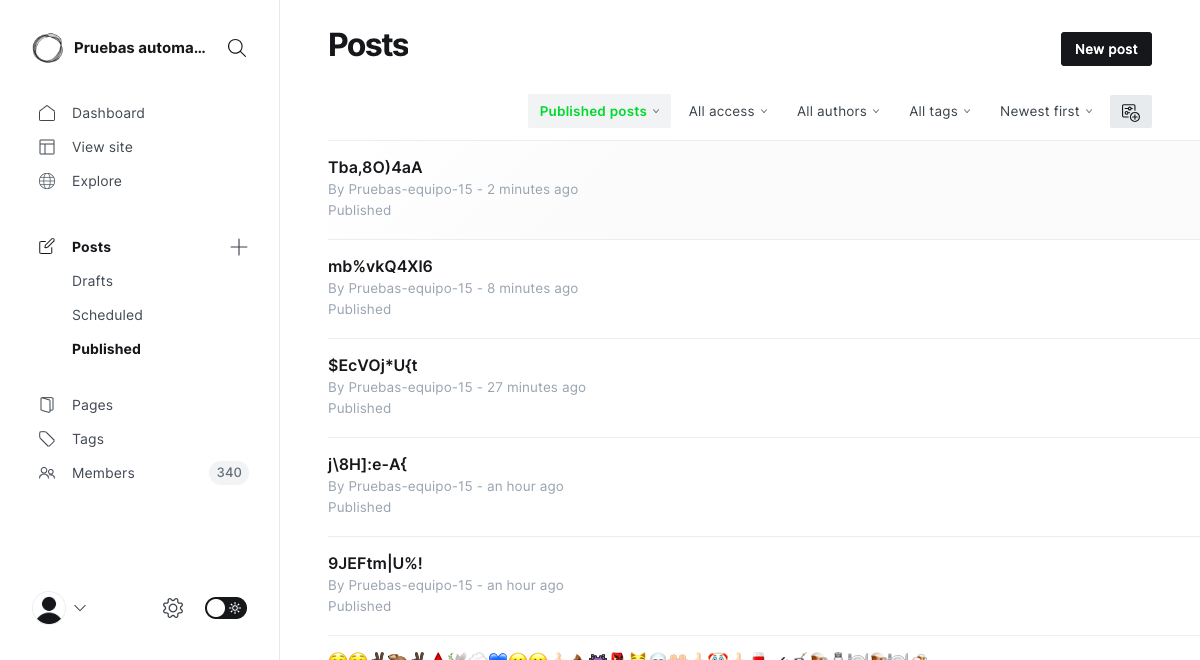 Pruebas automa...
Dashboard
View site
Explore
Posts
Drafts
Scheduled
Published
Pages
Tags
Members 340
Posts
New post
Published posts All access All authors All tags Newest first
Tba,8O)4aA
By Pruebas-equipo-15 - 2 minutes ago
Published
mb%vkQ4XI6
By Pruebas-equipo-15 - 8 minutes ago
Published
$EcVOj*U{t
By Pruebas-equipo-15 - 27 minutes ago
Published
j\8H]:e-A{
By Pruebas-equipo-15 - an hour ago
Published
9JEFtm|U%!
By Pruebas-equipo-15 - an hour ago
Published